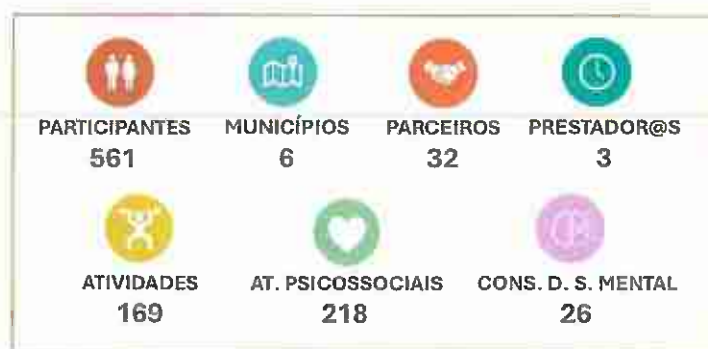 PARTICIPANTES MUNICÍPIOS PARCEIROS PRESTADOR@S
561 6 32 3
ATIVIDADES AT. PSICOSSOCIAIS CONS. D. S. MENTAL
169 218 26